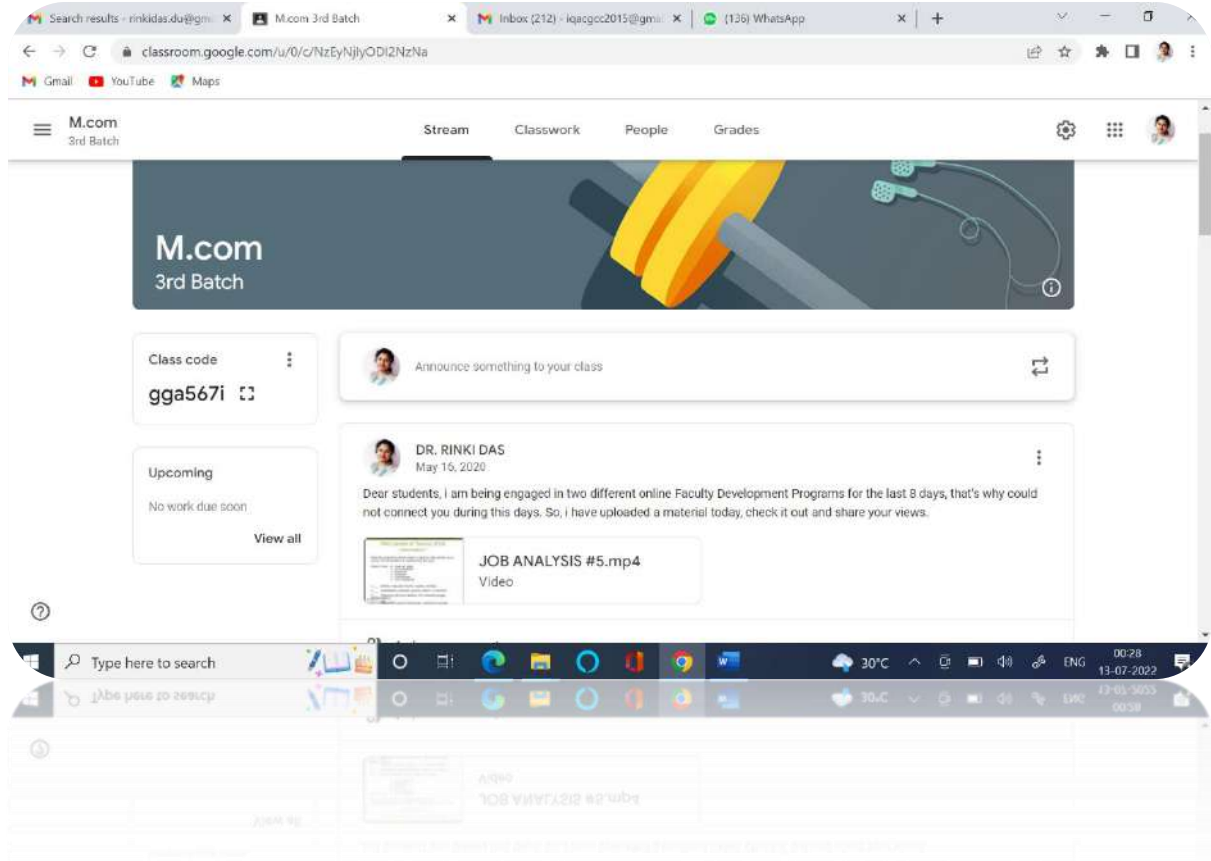 Search results - rinkidas.du@gm
M.com 3rd Batch
Inbox (212) - iqacgcc2015@gma
(136) WhatsApp
classroom.google.com/u/0/c/NzEyNjIyODI2NzNa
Gmail
YouTube
Maps
M.com
3rd Batch
Stream
Classwork
People
Grades
M.com
3rd Batch
Class code
gga567i
Announce something to your class
Upcoming
No work due soon
View all
DR. RINKI DAS
May 16, 2020
Dear students, i am being engaged in two different online Faculty Development Programs for the last 8 days, that's why could
not connect you during this days. So, i have uploaded a material today, check it out and share your views.
JOB ANALYSIS #5.mp4
Video
Type here to search
30°C
ENG
00:28
13-07-2022